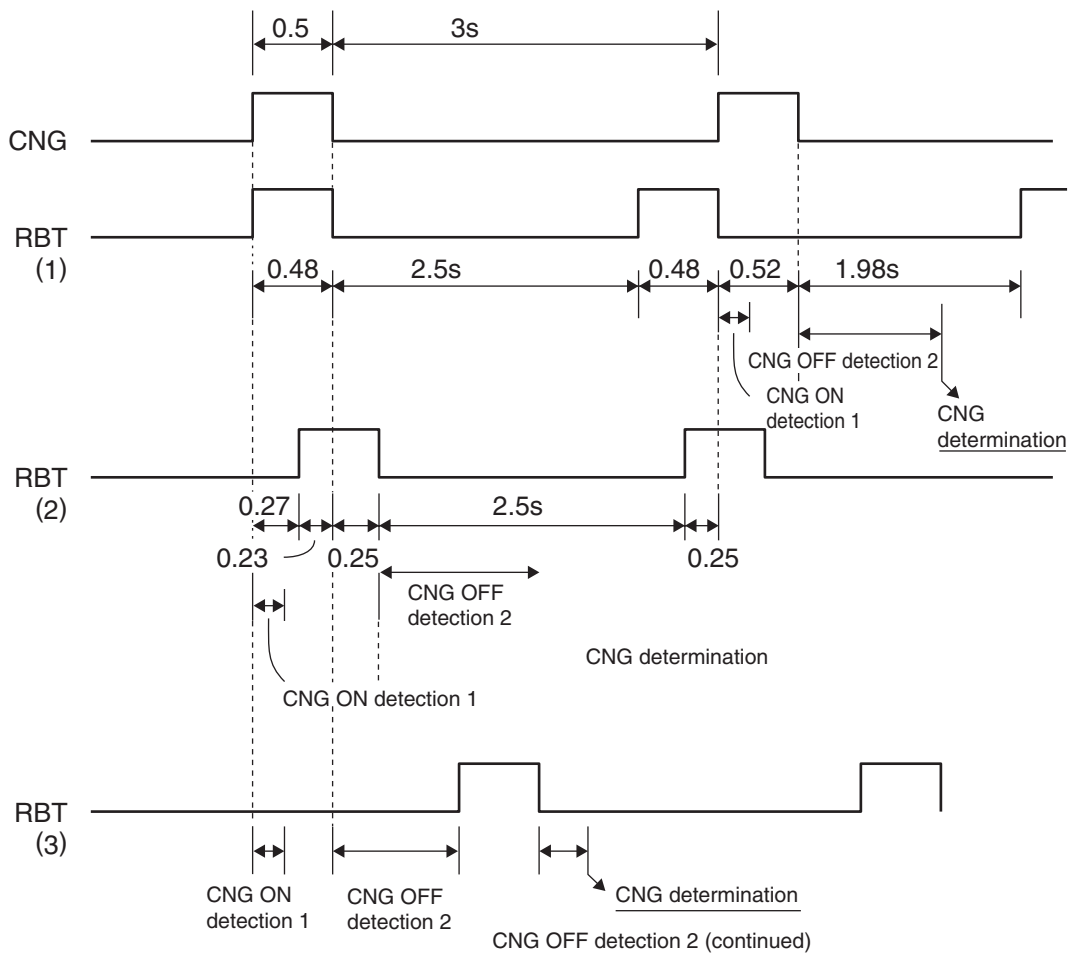 0.5 3s
CNG
RBT
(1)
0.48 2.5s 0.48 0.52 1.98s
CNG OFF detection 2
CNG ON
detection 1
CNG
determination
RBT
(2)
0.27 2.5s
0.23 0.25 0.25
CNG OFF
detection 2
CNG determination
CNG ON detection 1
RBT
(3)
CNG ON
detection 1
CNG OFF
detection 2
CNG determination
CNG OFF detection 2 (continued)